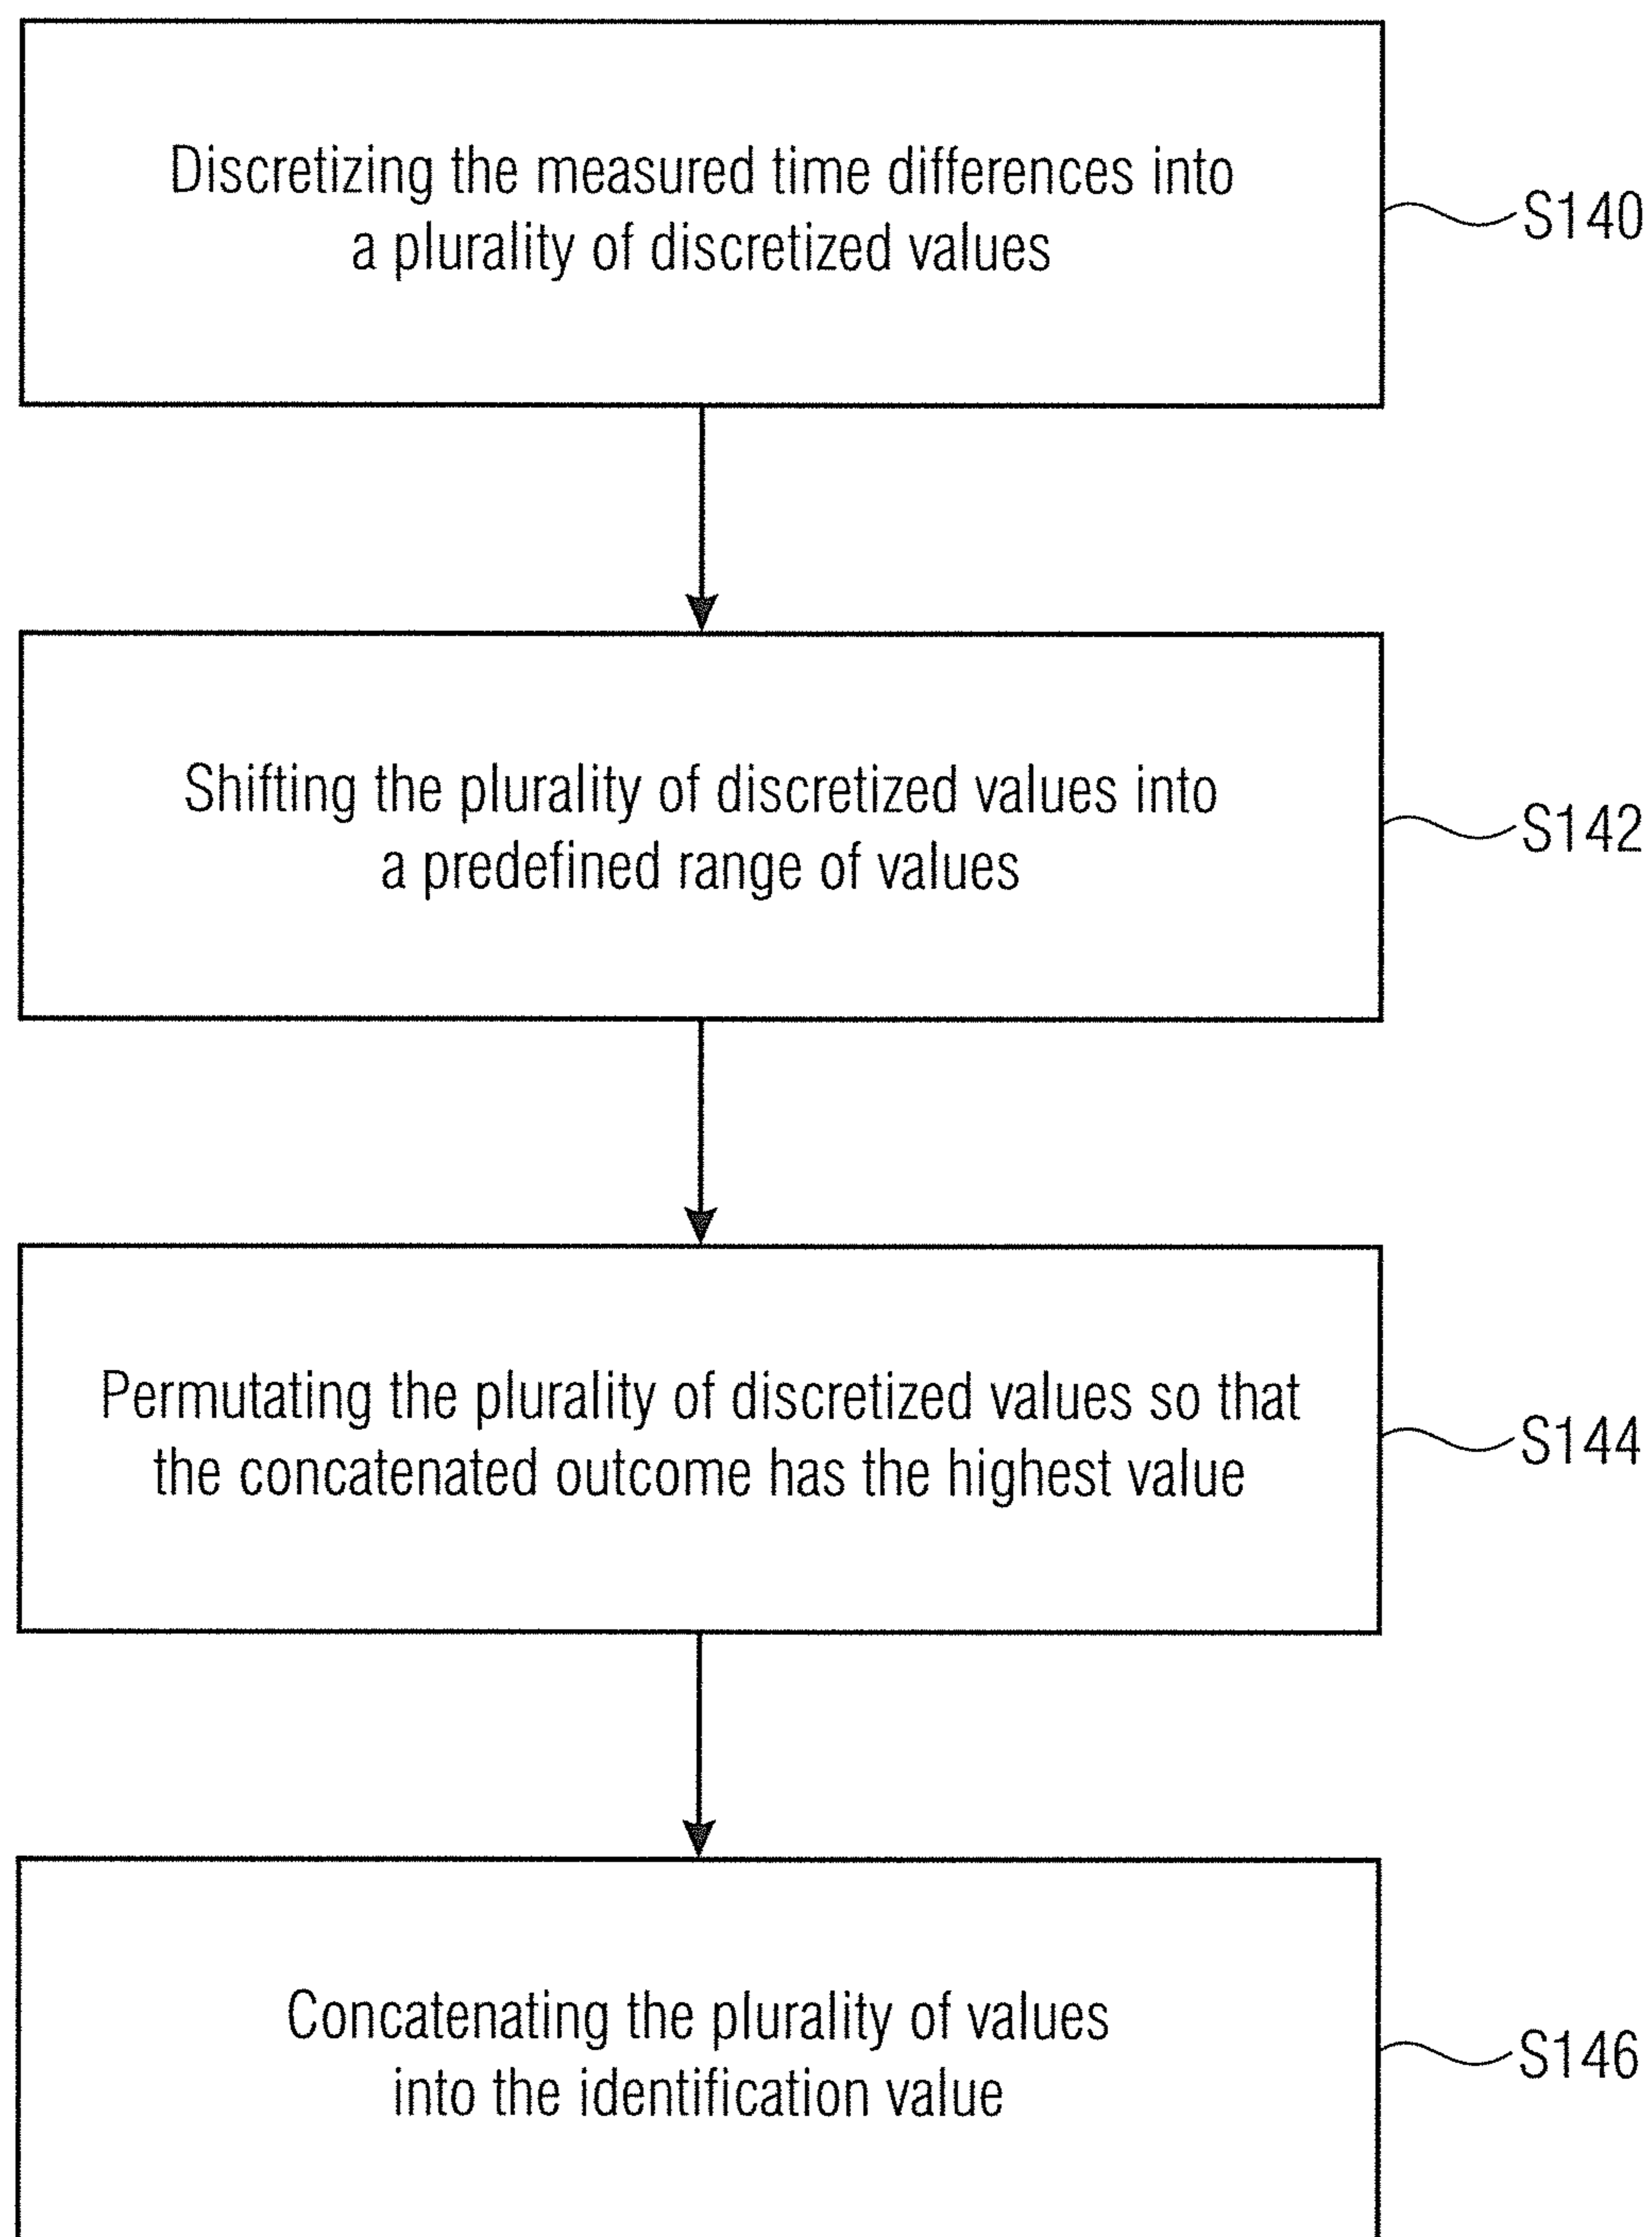 Discretizing the measured time differences into
a plurality of discretized values
S140
Shifting the plurality of discretized values into
a predefined range of values
S142
Permutating the plurality of discretized values so that
the concatenated outcome has the highest value
S144
Concatenating the plurality of values
into the identification value
S146